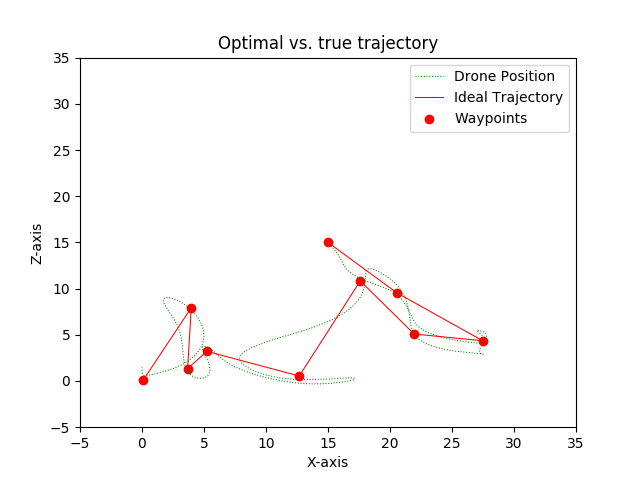 Optimal vs. true trajectory
Drone Position
Ideal Trajectory
Waypoints
Z-axis
35
30
25
20
15
10
5
0
−5
−5 0 5 10 15 20 25 30 35
X-axis